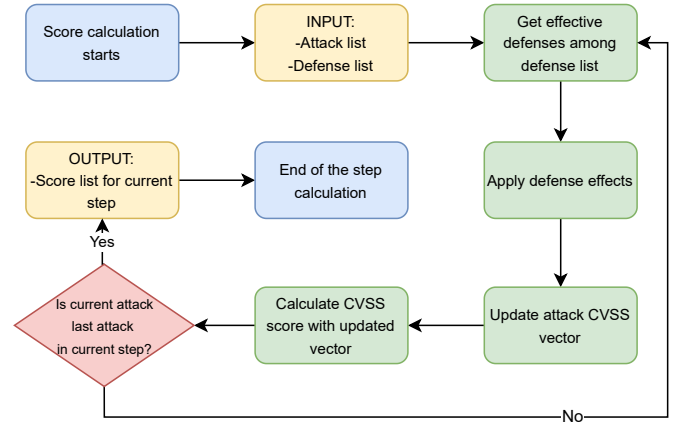 Score calculation
starts
INPUT:
-Attack list
-Defense list
Get effective
defenses among
defense list
OUTPUT:
-Score list for current
step
End of the step
calculation
Apply defense effects
Yes
Is current attack
last attack
in current step?
Calculate CVSS
score with updated
vector
Update attack CVSS
vector
No